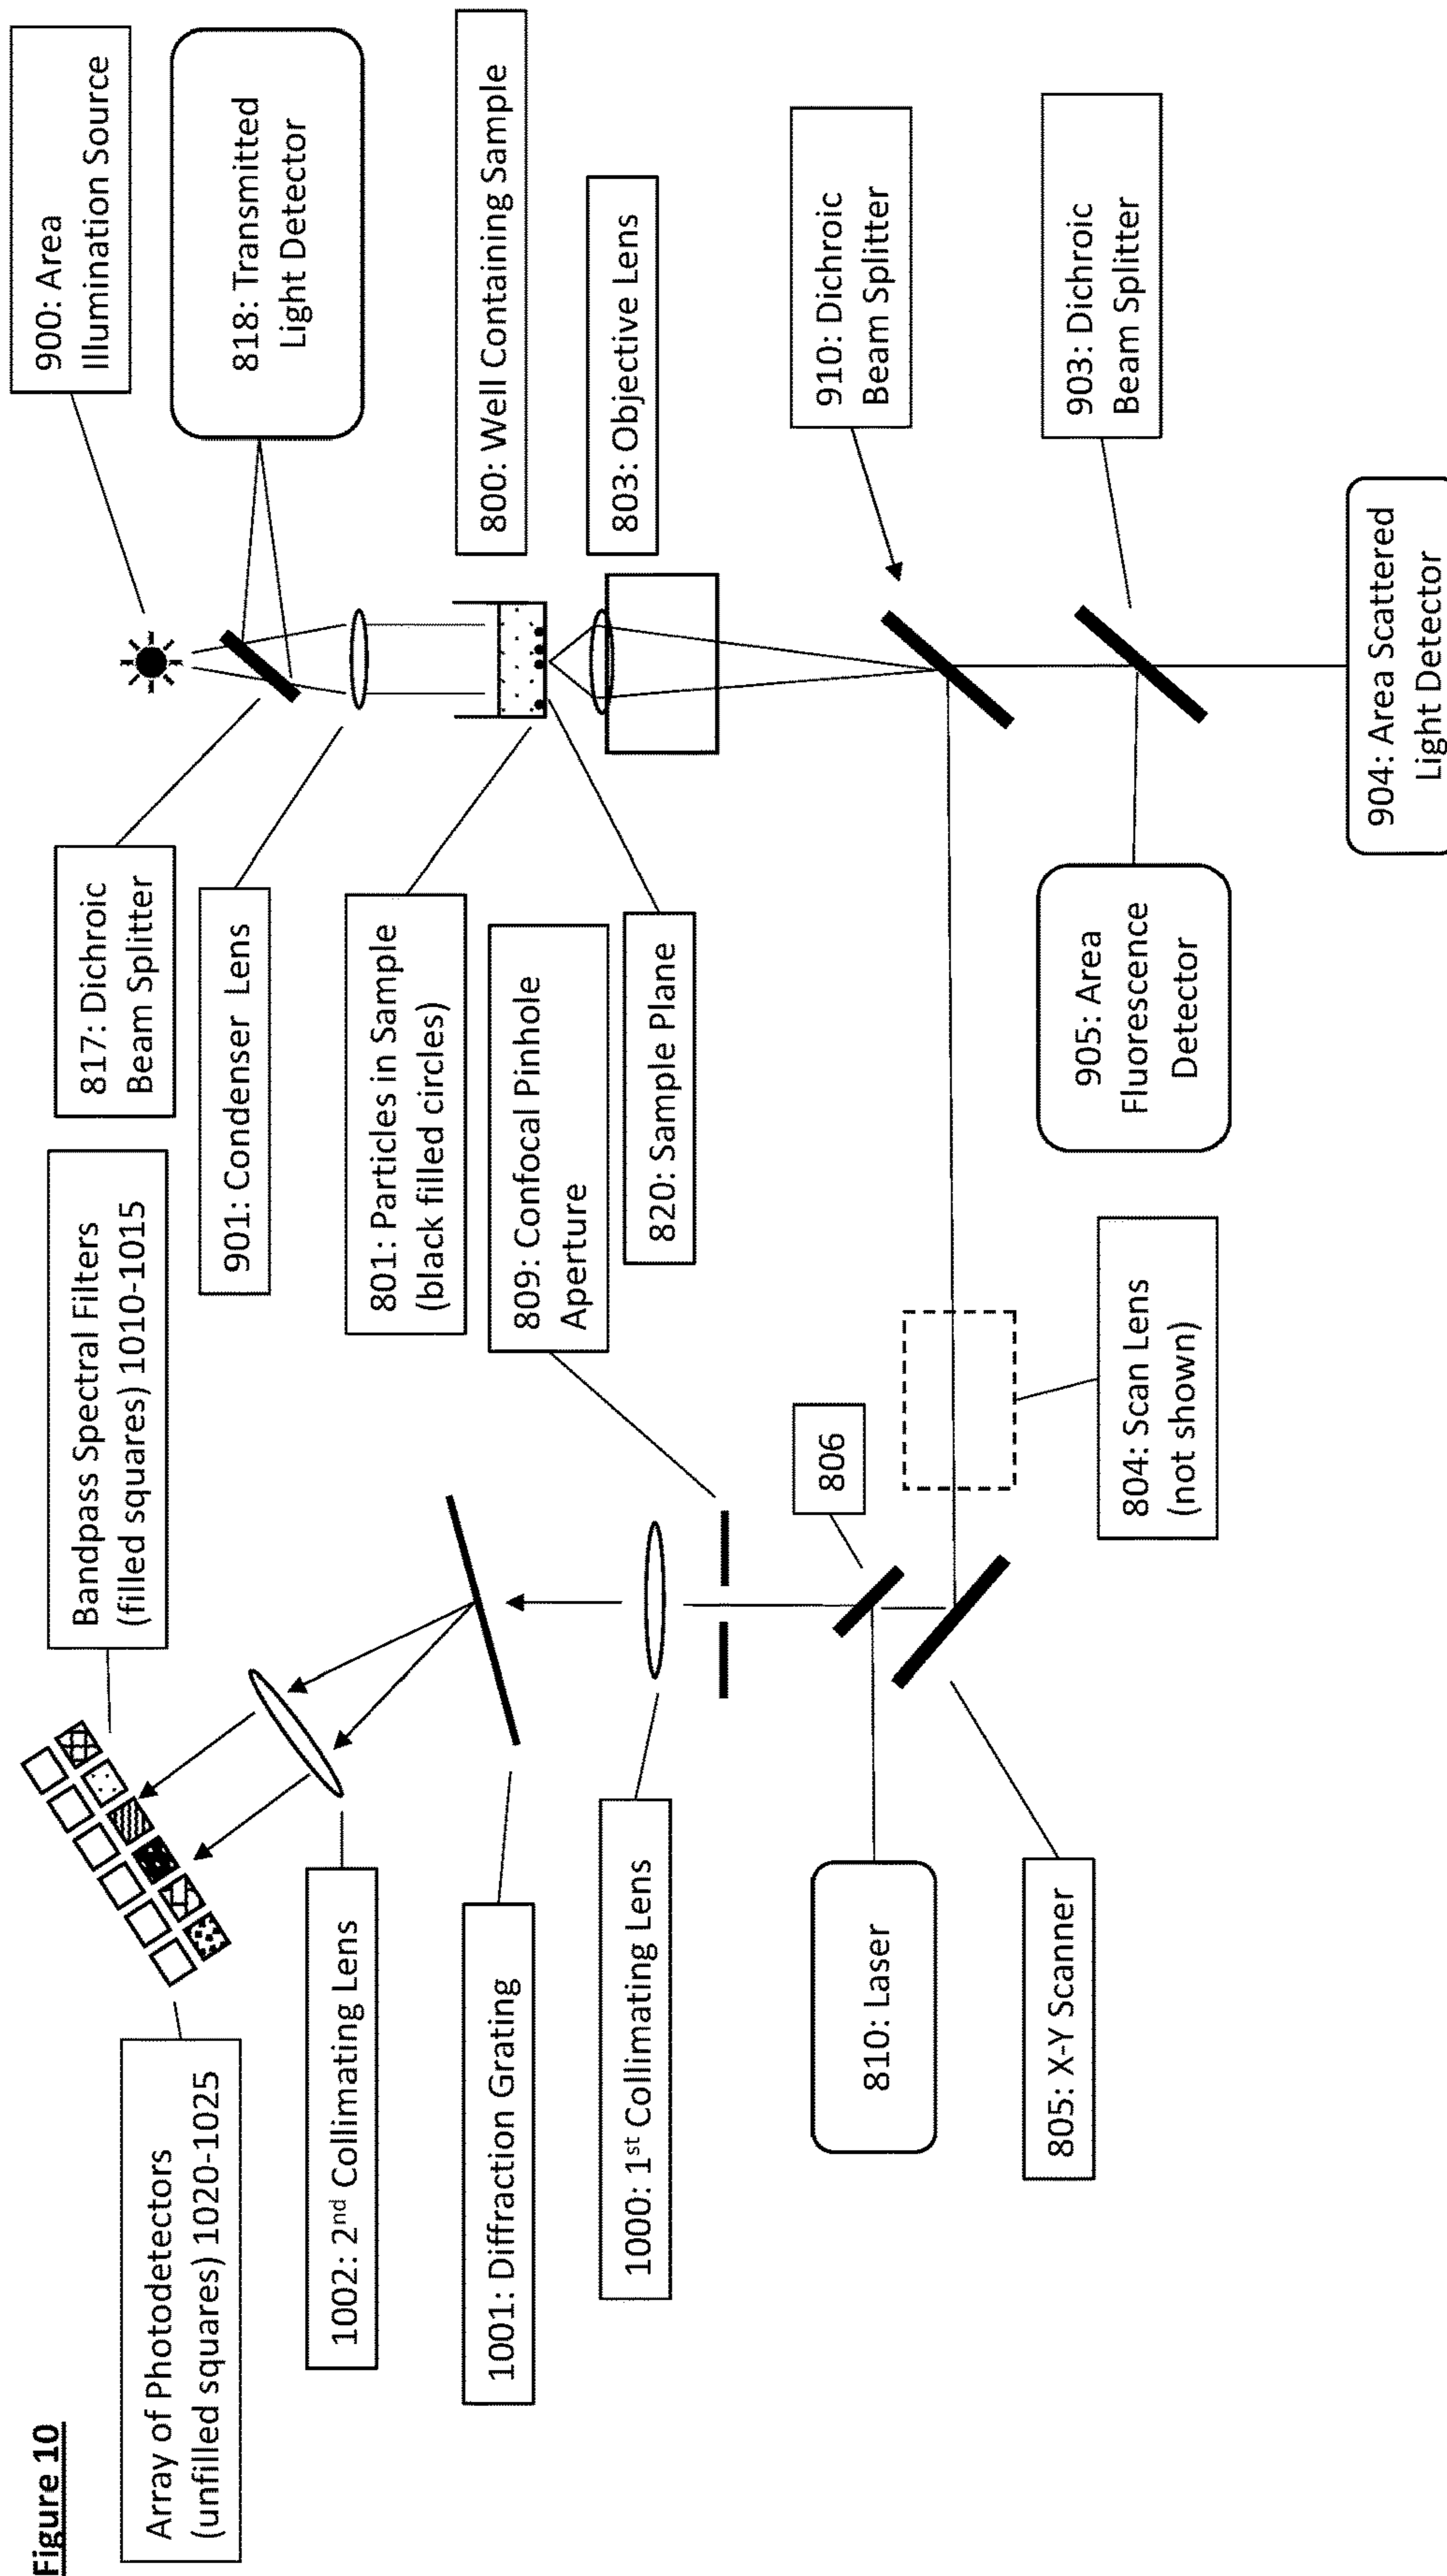 Figure 10
Array of Photodetectors
(unfilled squares) 1020-1025
Bandpass Spectral Filters
(filled squares) 1010-1015
1002: 2nd Collimating Lens
1001: Diffraction Grating
1000: 1st Collimating Lens
810: Laser
805: X-Y Scanner
806
804: Scan Lens
(not shown)
817: Dichroic
Beam Splitter
901: Condenser Lens
801: Particles in Sample
(black filled circles)
809: Confocal Pinhole
Aperture
820: Sample Plane
905: Area
Fluorescence
Detector
900: Area
Illumination Source
818: Transmitted
Light Detector
800: Well Containing Sample
803: Objective Lens
910: Dichroic
Beam Splitter
903: Dichroic
Beam Splitter
904: Area Scattered
Light Detector